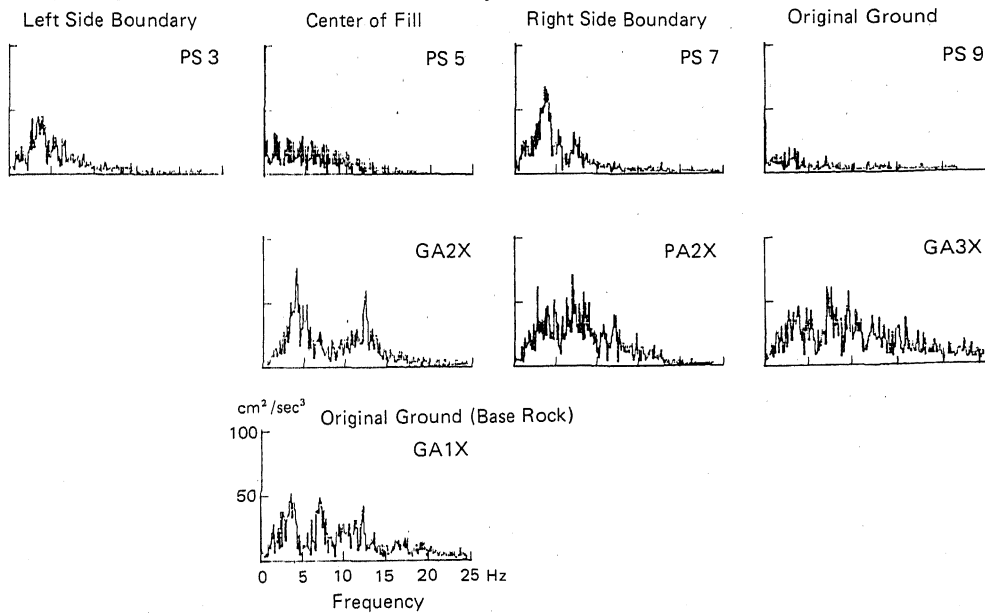 Left Side Boundary Center of Fill Right Side Boundary Original Ground
PS 3 PS 5 PS 7 PS 9
GA2X PA2X GA3X
cm²/sec³ Original Ground (Base Rock)
100
GA1X
50
0 5 10 15 20 25 Hz
Frequency